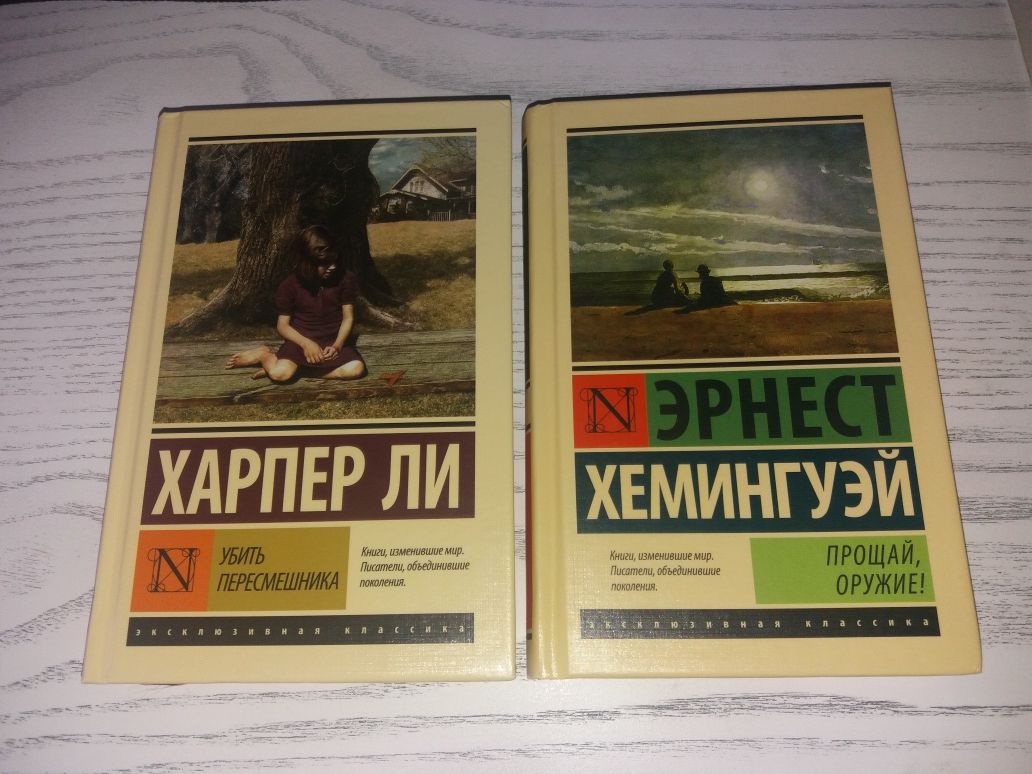 ХАРПЕР ЛИ
N
УБИТЬ
ПЕРЕСМЕШНИКА
Книги, изменившие мир.
Писатели, объединившие
поколения.
эксклюзивная классика
N
ЭРНЕСТ
ХЕМИНГУЭЙ
Книги, изменившие мир.
Писатели, объединившие
поколения.
ПРОЩАЙ,
ОРУЖИЕ!
эксклюзивная классика